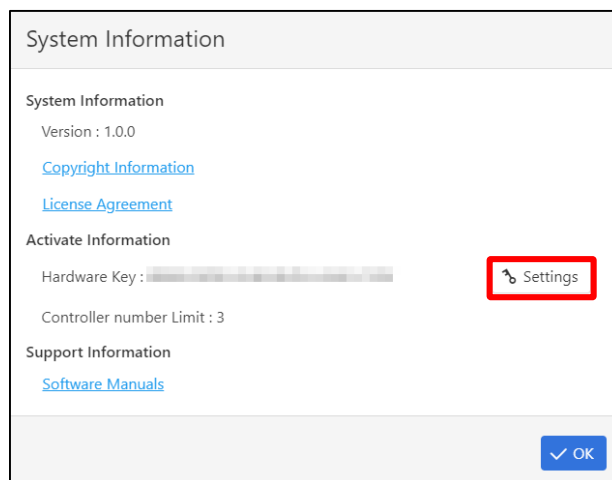 System Information
System Information
Version : 1.0.0
Copyright Information
License Agreement
Activate Information
Hardware Key :
Settings
Controller number Limit : 3
Support Information
Software Manuals
OK